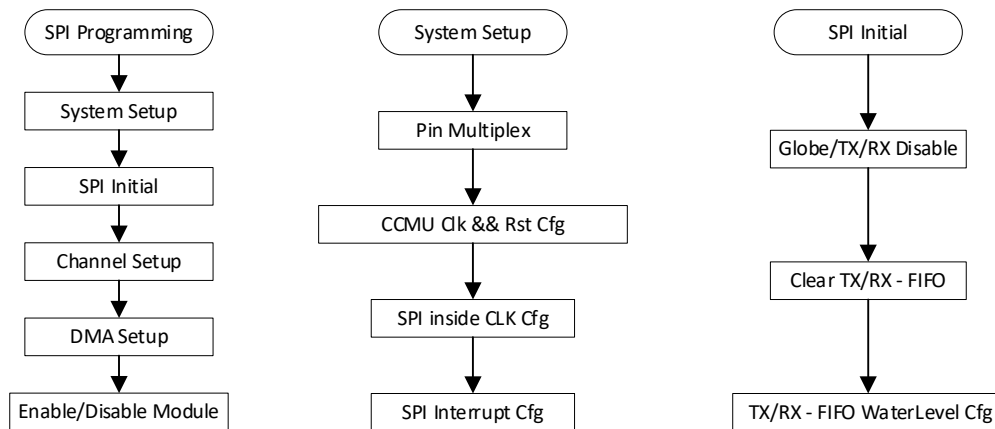 SPI Programming
System Setup
SPI Initial
Channel Setup
DMA Setup
Enable/Disable Module
System Setup
Pin Multiplex
CCMU Clk && Rst Cfg
SPI inside CLK Cfg
SPI Interrupt Cfg
SPI Initial
Globe/TX/RX Disable
Clear TX/RX - FIFO
TX/RX - FIFO WaterLevel Cfg